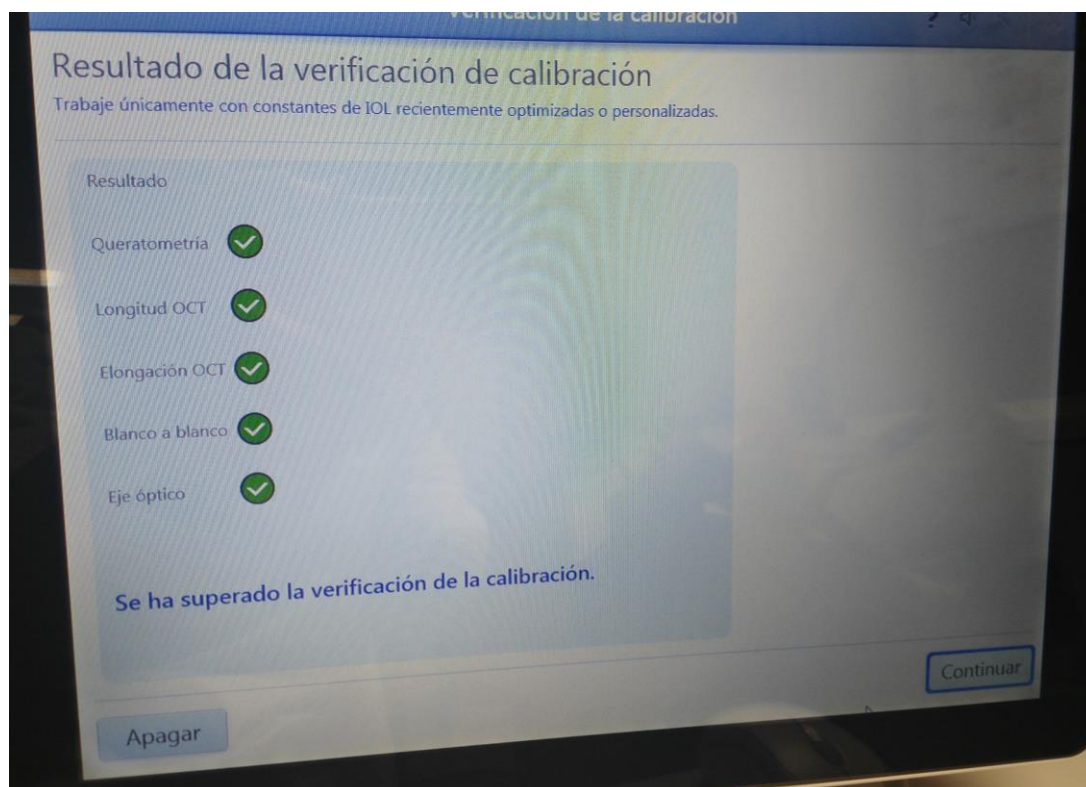 Verificación de la calibración
Resultado de la verificación de calibración
Trabaje únicamente con constantes de IOL recientemente optimizadas o personalizadas.
Resultado
Queratometría
Longitud OCT
Elongación OCT
Blanco a blanco
Eje óptico
Se ha superado la verificación de la calibración.
Continuar
Apagar